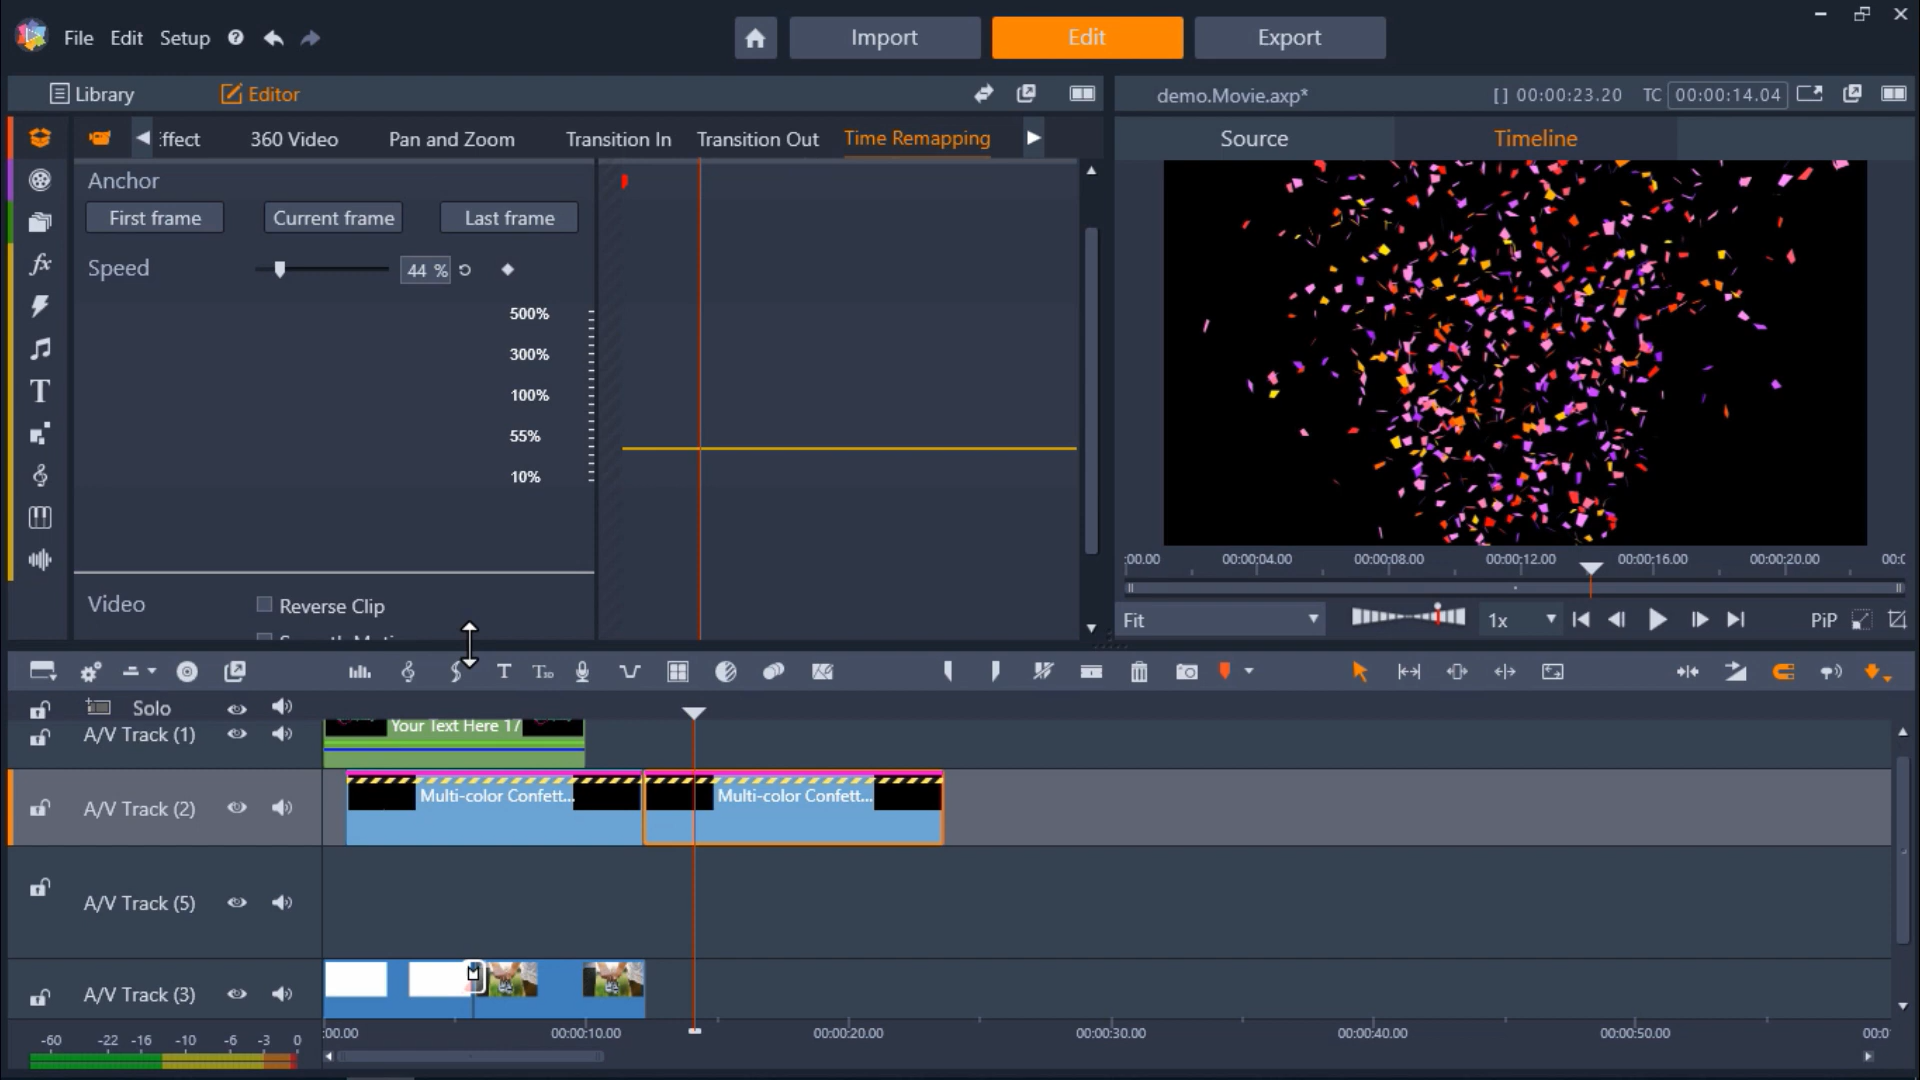 File Edit Setup
Import
Edit
Export
Library
Editor
demo.Movie.axp*
[ ] 00:00:23.20
TC 00:00:14.04
ffect
360 Video
Pan and Zoom
Transition In
Transition Out
Time Remapping
Source
Timeline
Anchor
First frame
Current frame
Last frame
Speed
44 %
500%
300%
100%
55%
10%
Video
Reverse Clip
:00.00
00:00:04.00
00:00:08.00
00:00:12.00
00:00:16.00
00:00:20.00
Fit
1x
PiP
Solo
A/V Track (1)
Your Text Here 17
A/V Track (2)
Multi-color Confett...
Multi-color Confett...
A/V Track (5)
A/V Track (3)
-60 -22 -16 -10 -6 -3 0
:00.00
00:00:10.00
00:00:20.00
00:00:30.00
00:00:40.00
00:00:50.00